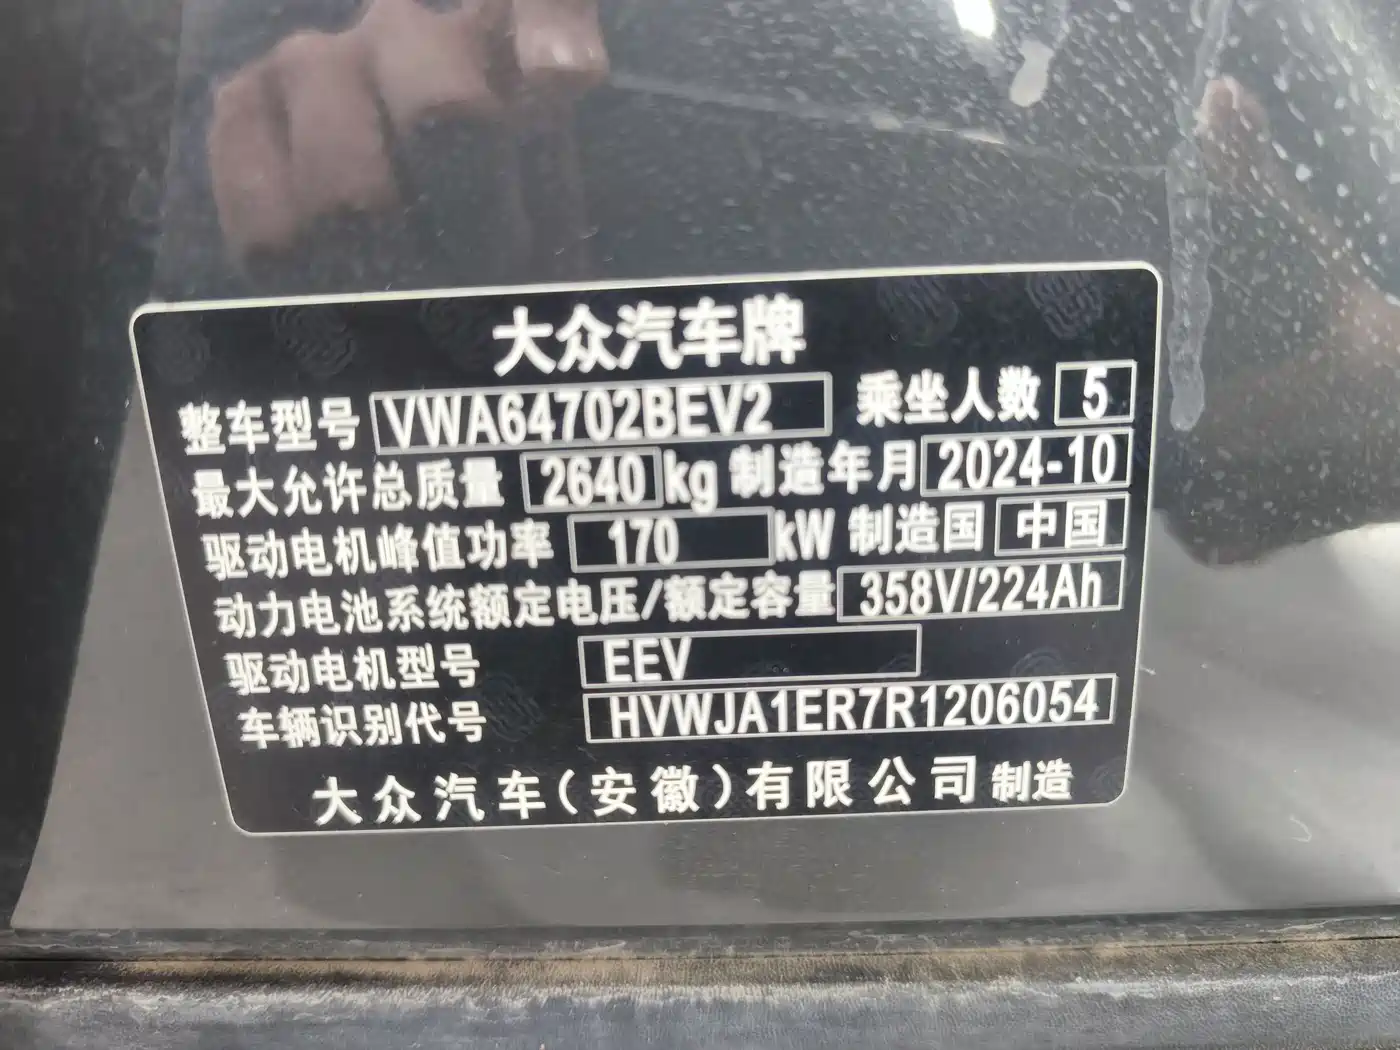 大众汽车牌
整车型号 VWA64702BEV2 乘坐人数 5
最大允许总质量 2640 kg 制造年月 2024-10
驱动电机峰值功率 170 kW 制造国 中国
动力电池系统额定电压/额定容量 358V/224Ah
驱动电机型号 EEV
车辆识别代号 HVWJA1ER7R1206054
大众汽车(安徽)有限公司 制造